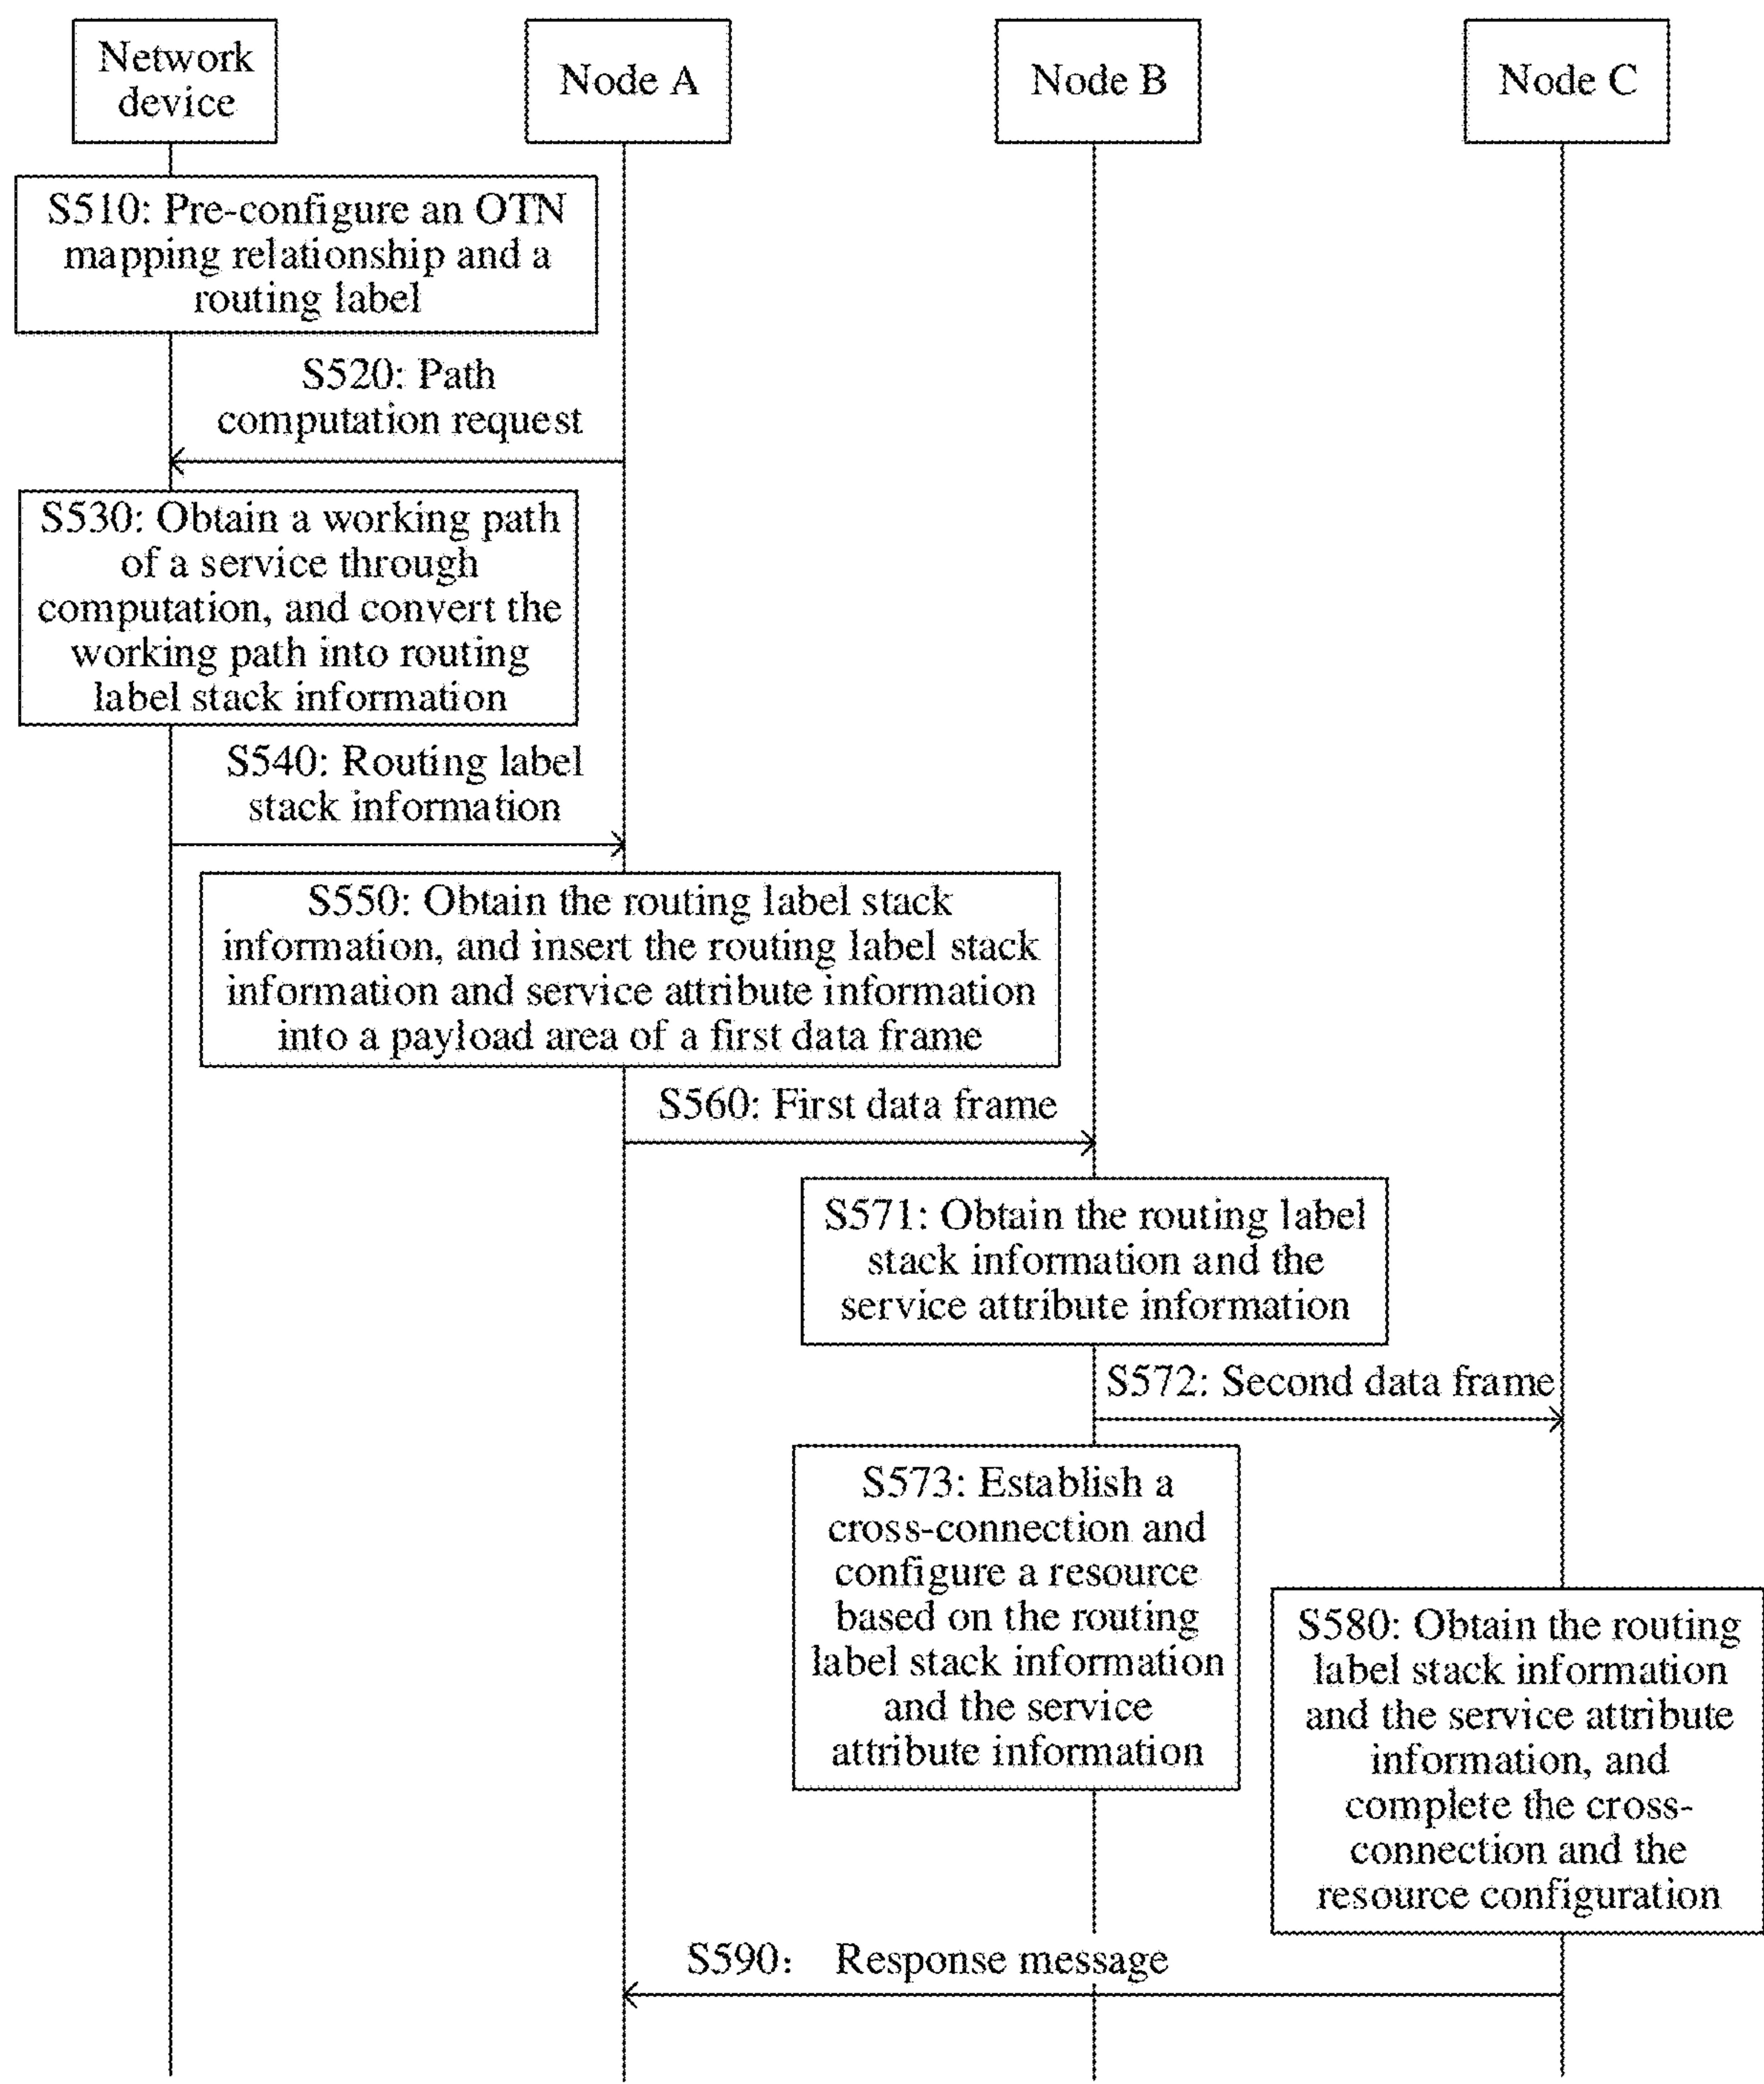 Network
device
Node A
Node B
Node C
S510: Pre-configure an OTN
mapping relationship and a
routing label
S520: Path
computation request
S530: Obtain a working path
of a service through
computation, and convert the
working path into routing
label stack information
S540: Routing label
stack information
S550: Obtain the routing label stack
information, and insert the routing label stack
information and service attribute information
into a payload area of a first data frame
S560: First data frame
S571: Obtain the routing label
stack information and the
service attribute information
S572: Second data frame
S573: Establish a
cross-connection and
configure a resource
based on the routing
label stack information
and the service
attribute information
S580: Obtain the routing
label stack information
and the service attribute
information, and
complete the cross-
connection and the
resource configuration
S590: Response message